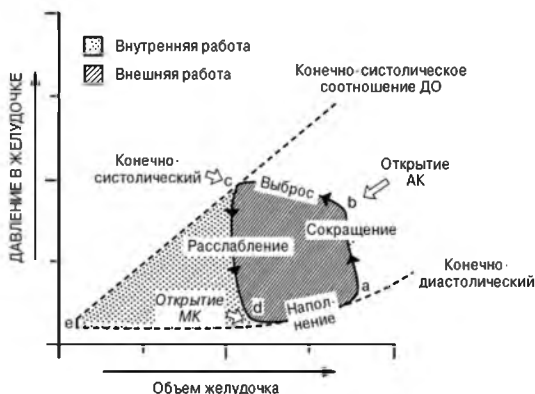 Внутренняя работа
Внешняя работа
Конечно-систолическое
соотношение ДО
ДАВЛЕНИЕ В ЖЕЛУДОЧКЕ
Конечно-
систолический
c
Выброс
b
Открытие
АК
Сокращение
Расслабление
a
Конечно-
диастолический
Открытие
МК
d
Напол-
нение
e
Объем желудочка